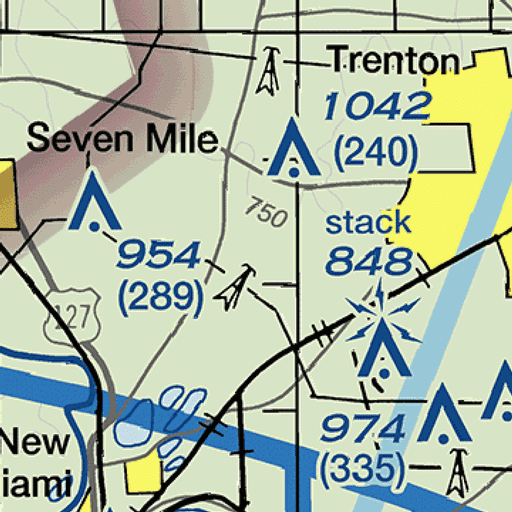 Trenton
1042
(240)
Seven Mile
750
stack
848
954
(289)
127
974
(335)
New
iami